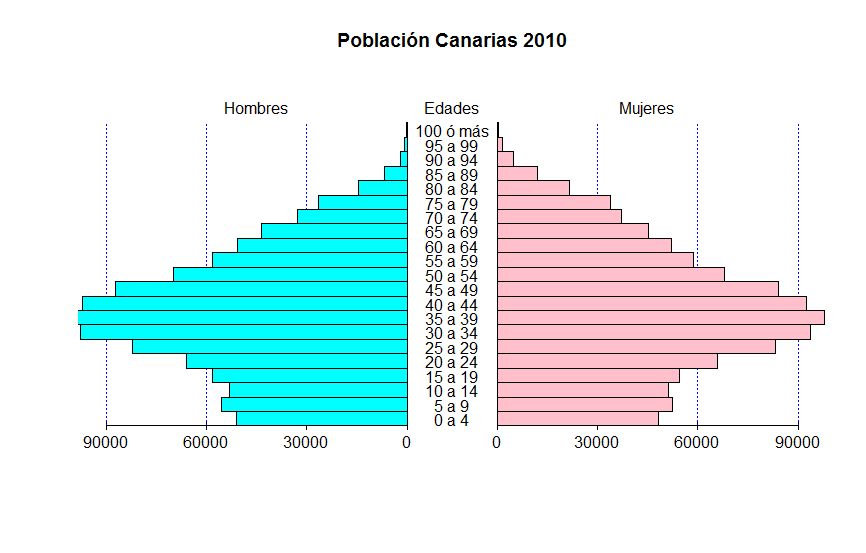 Población Canarias 2010
Hombres Edades Mujeres
100 ó más
95 a 99
90 a 94
85 a 89
80 a 84
75 a 79
70 a 74
65 a 69
60 a 64
55 a 59
50 a 54
45 a 49
40 a 44
35 a 39
30 a 34
25 a 29
20 a 24
15 a 19
10 a 14
5 a 9
0 a 4
90000 60000 30000 0 0 30000 60000 90000